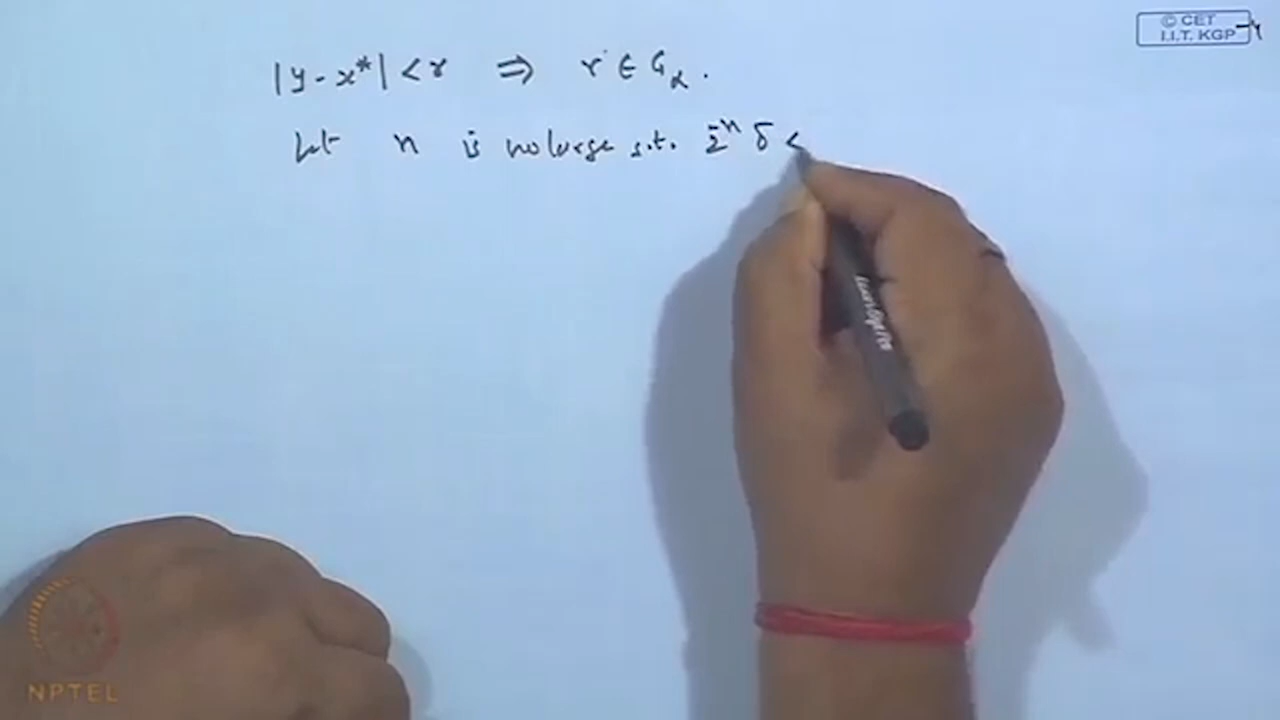 © CET
I.I.T. KGP
|y - x*| < r ⇒ r ∈ G_α.
Let n is so large s.t. 2^-n δ <
NPTEL